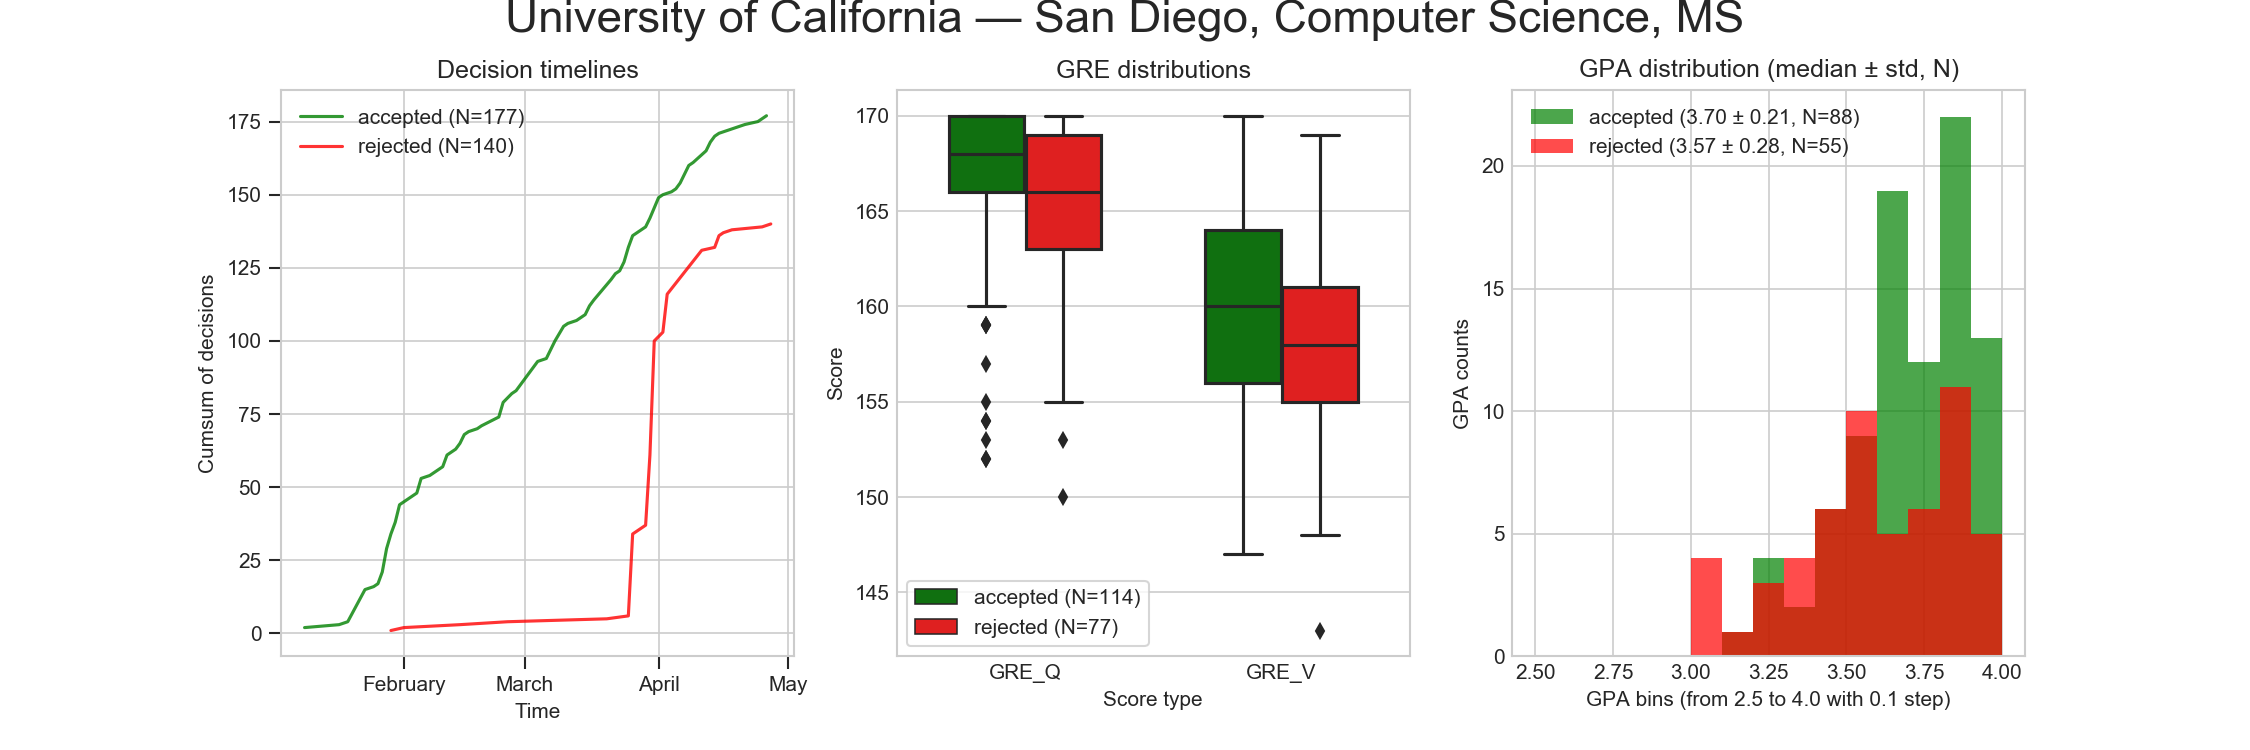 University of California — San Diego, Computer Science, MS
Decision timelines
accepted (N=177)
rejected (N=140)
175
150
125
100
75
50
25
0
Cumsum of decisions
February
March
April
May
Time
GRE distributions
170
165
160
155
150
145
Score
accepted (N=114)
rejected (N=77)
GRE_Q
GRE_V
Score type
GPA distribution (median ± std, N)
accepted (3.70 ± 0.21, N=88)
rejected (3.57 ± 0.28, N=55)
20
15
10
5
0
GPA counts
2.50
2.75
3.00
3.25
3.50
3.75
4.00
GPA bins (from 2.5 to 4.0 with 0.1 step)